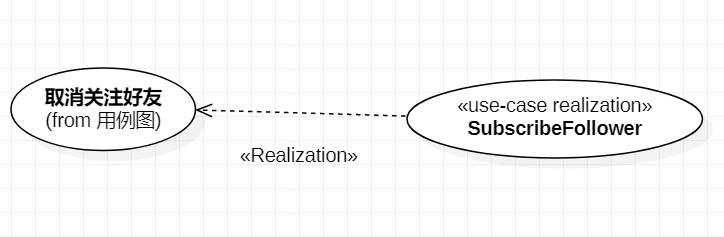 取消关注好友
(from 用例图)
«Realization»
«use-case realization»
SubscribeFollower